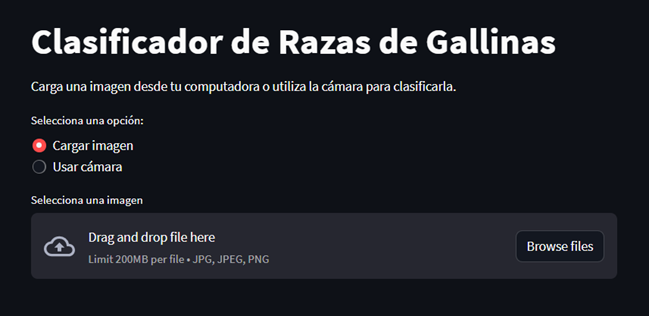 Clasificador de Razas de Gallinas
Carga una imagen desde tu computadora o utiliza la cámara para clasificarla.
Selecciona una opción:
Cargar imagen
Usar cámara
Selecciona una imagen
Drag and drop file here
Limit 200MB per file • JPG, JPEG, PNG
Browse files